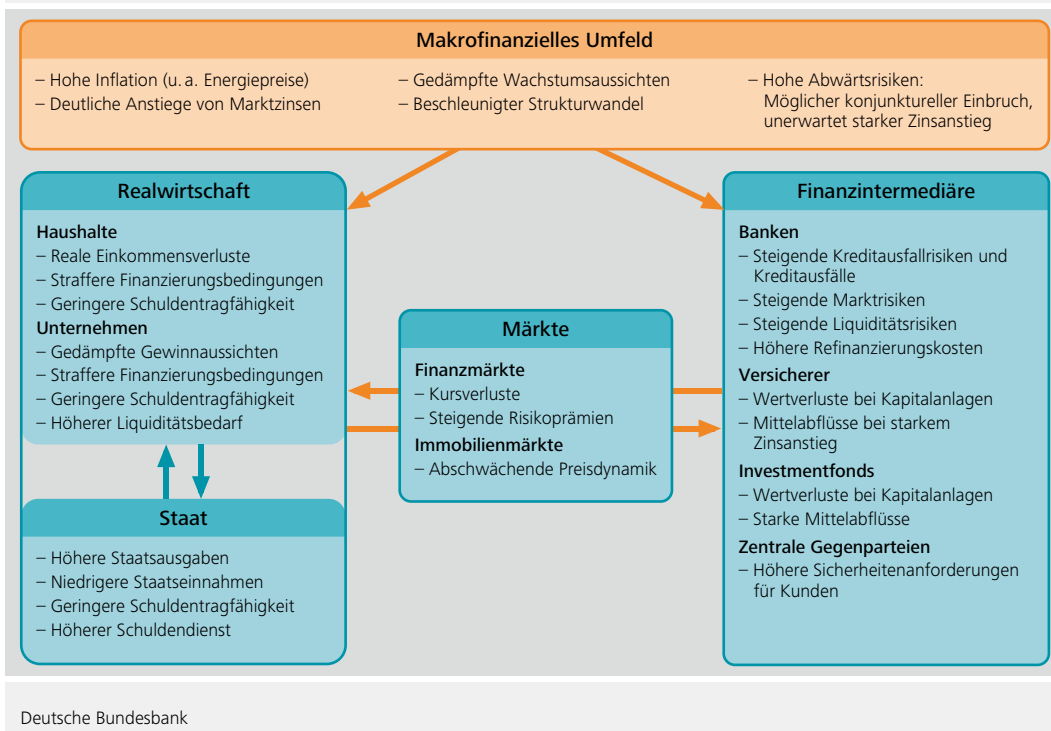 Makrofinanzielles Umfeld
– Hohe Inflation (u. a. Energiepreise)
– Deutliche Anstiege von Marktzinsen
– Gedämpfte Wachstumsaussichten
– Beschleunigter Strukturwandel
– Hohe Abwärtsrisiken:
Möglicher konjunktureller Einbruch,
unerwartet starker Zinsanstieg
Realwirtschaft
Haushalte
– Reale Einkommensverluste
– Straffere Finanzierungsbedingungen
– Geringere Schuldentragfähigkeit
Unternehmen
– Gedämpfte Gewinnaussichten
– Straffere Finanzierungsbedingungen
– Geringere Schuldentragfähigkeit
– Höherer Liquiditätsbedarf
Staat
– Höhere Staatsausgaben
– Niedrigere Staatseinnahmen
– Geringere Schuldentragfähigkeit
– Höherer Schuldendienst
Märkte
Finanzmärkte
– Kursverluste
– Steigende Risikoprämien
Immobilienmärkte
– Abschwächende Preisdynamik
Finanzintermediäre
Banken
– Steigende Kreditausfallrisiken und
Kreditausfälle
– Steigende Marktrisiken
– Steigende Liquiditätsrisiken
– Höhere Refinanzierungskosten
Versicherer
– Wertverluste bei Kapitalanlagen
– Mittelabflüsse bei starkem
Zinsanstieg
Investmentfonds
– Wertverluste bei Kapitalanlagen
– Starke Mittelabflüsse
Zentrale Gegenparteien
– Höhere Sicherheitenanforderungen
für Kunden
Deutsche Bundesbank